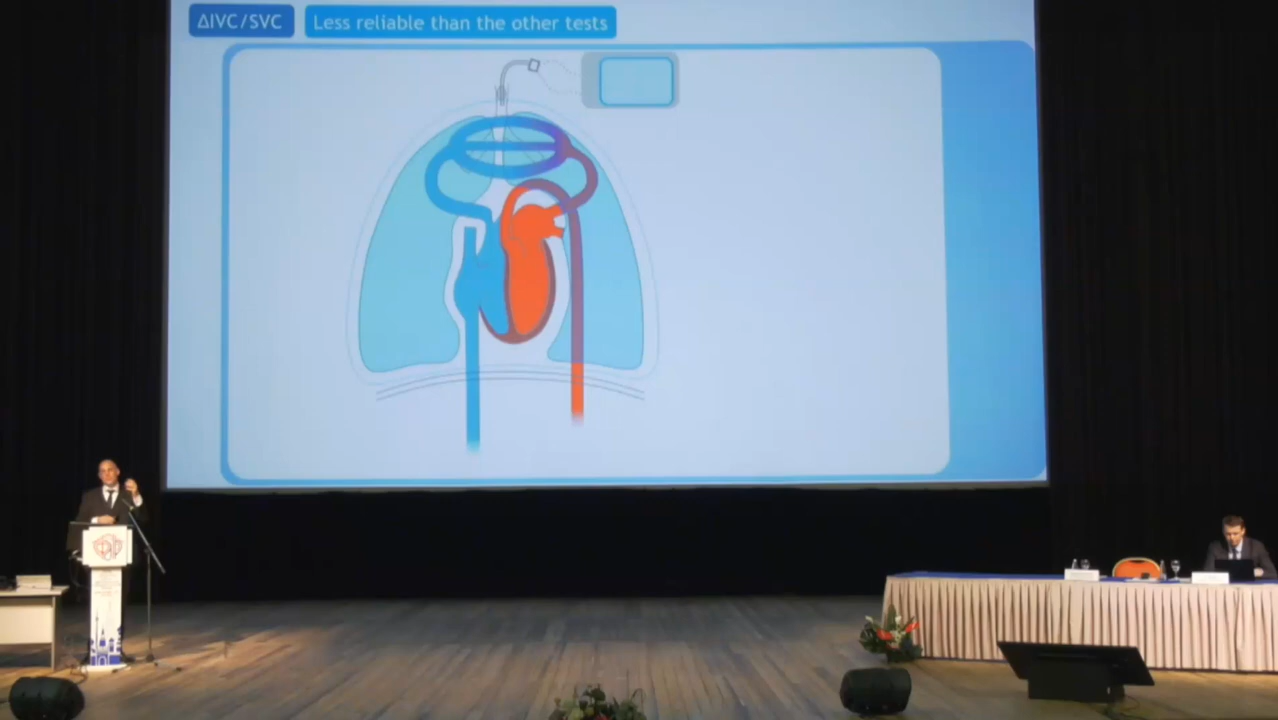 ΔIVC/SVC
Less reliable than the other tests